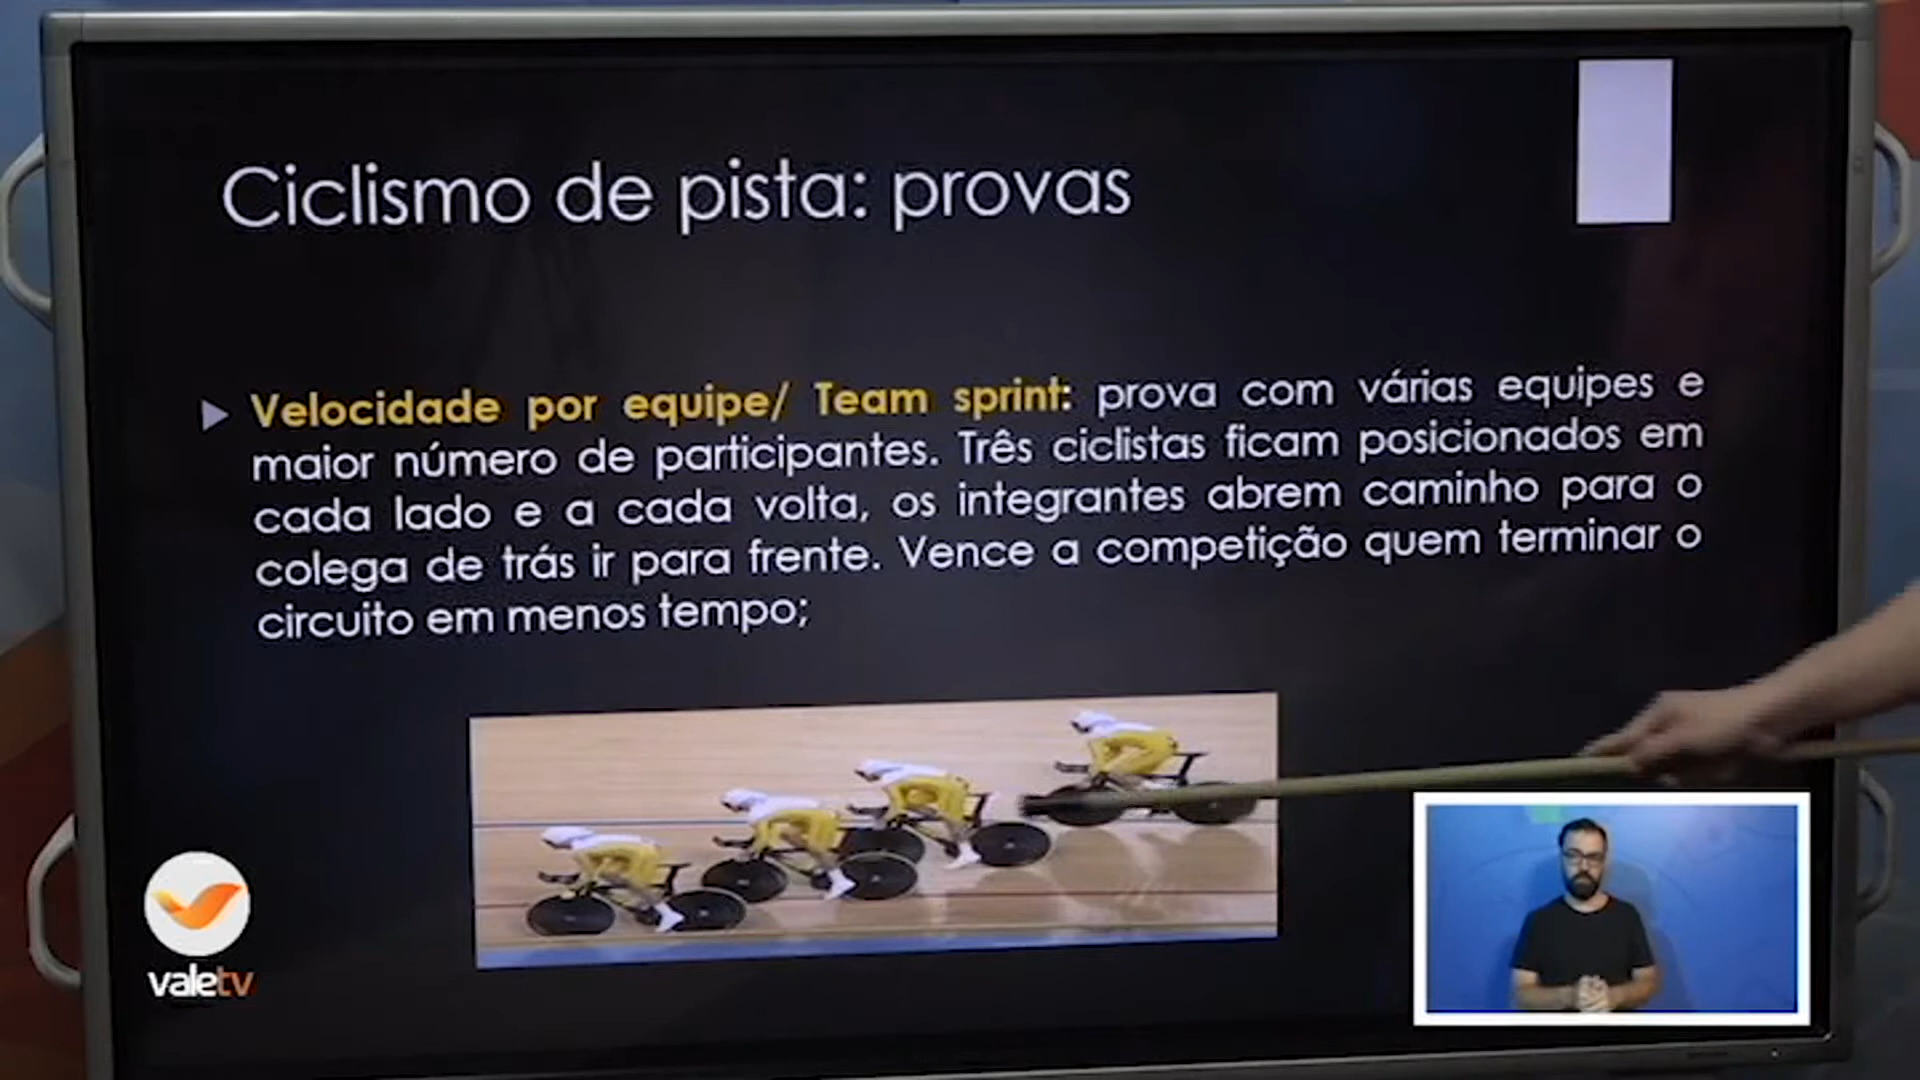 Ciclismo de pista: provas
Velocidade por equipe/ Team sprint: prova com várias equipes e
maior número de participantes. Três ciclistas ficam posicionados em
cada lado e a cada volta, os integrantes abrem caminho para o
colega de trás ir para frente. Vence a competição quem terminar o
circuito em menos tempo;
valetv